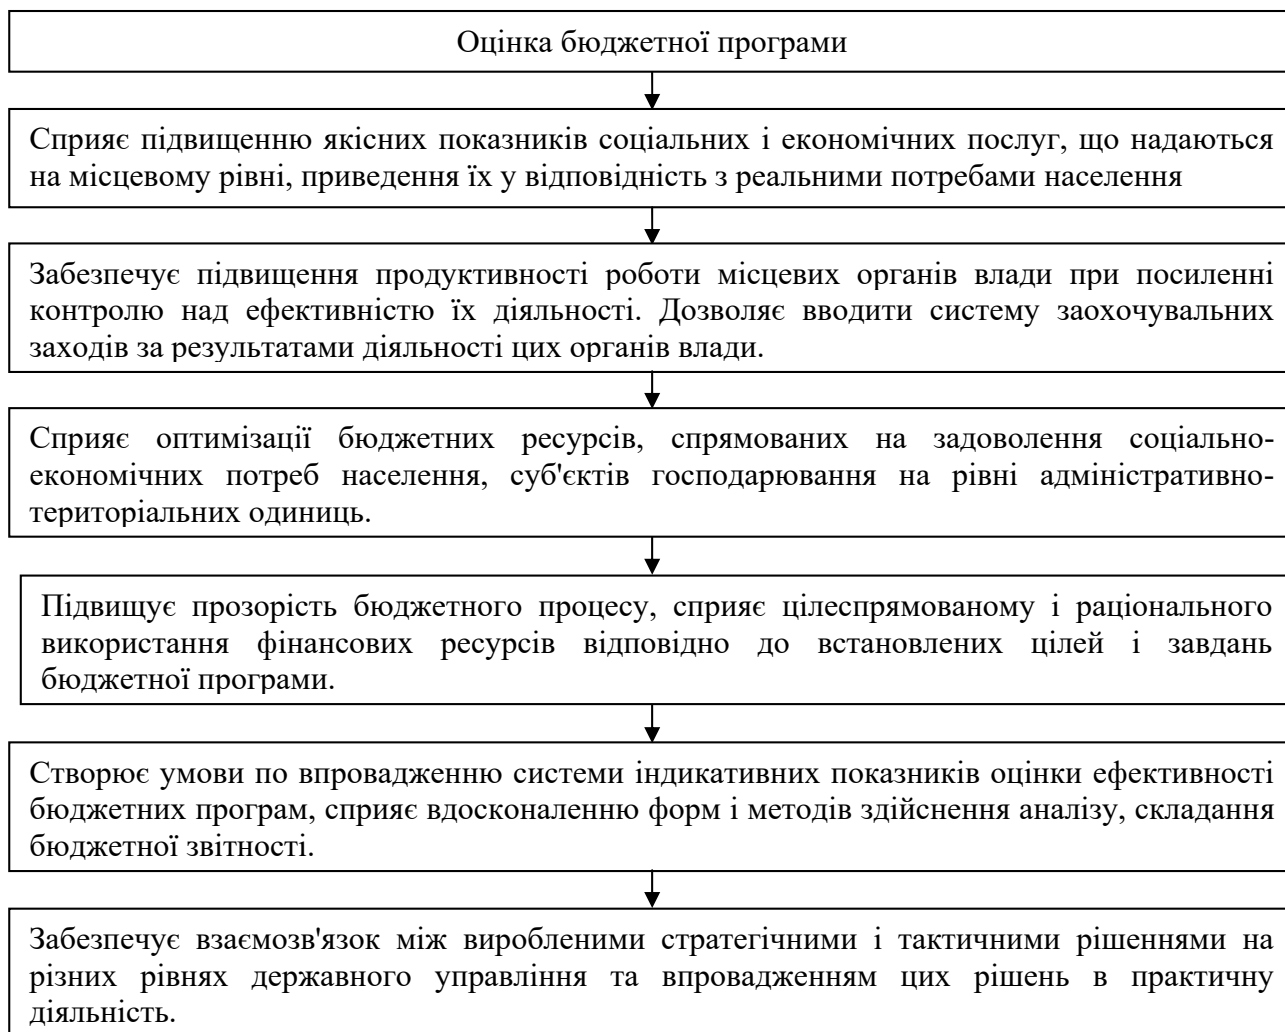 Оцінка бюджетної програми
Сприяє підвищенню якісних показників соціальних і економічних послуг, що надаються
на місцевому рівні, приведення їх у відповідність з реальними потребами населення
Забезпечує підвищення продуктивності роботи місцевих органів влади при посиленні
контролю над ефективністю їх діяльності. Дозволяє вводити систему заохочувальних
заходів за результатами діяльності цих органів влади.
Сприяє оптимізації бюджетних ресурсів, спрямованих на задоволення соціально-
економічних потреб населення, суб'єктів господарювання на рівні адміністративно-
територіальних одиниць.
Підвищує прозорість бюджетного процесу, сприяє цілеспрямованому і раціонального
використання фінансових ресурсів відповідно до встановлених цілей і завдань
бюджетної програми.
Створює умови по впровадженню системи індикативних показників оцінки ефективності
бюджетних програм, сприяє вдосконаленню форм і методів здійснення аналізу, складання
бюджетної звітності.
Забезпечує взаємозв'язок між виробленими стратегічними і тактичними рішеннями на
різних рівнях державного управління та впровадженням цих рішень в практичну
діяльність.